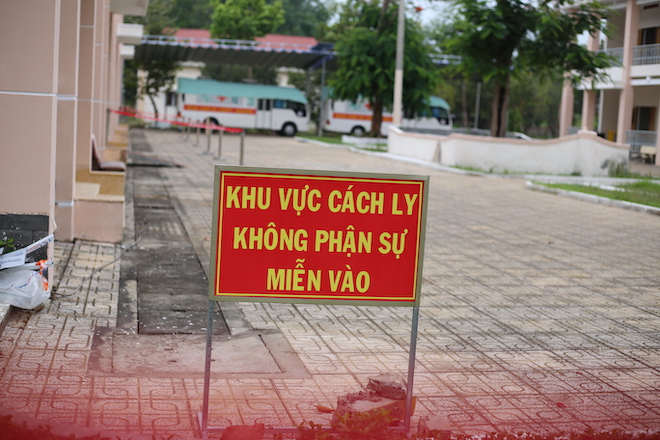 KHU VỰC CÁCH LY
KHÔNG PHẬN SỰ
MIỄN VÀO